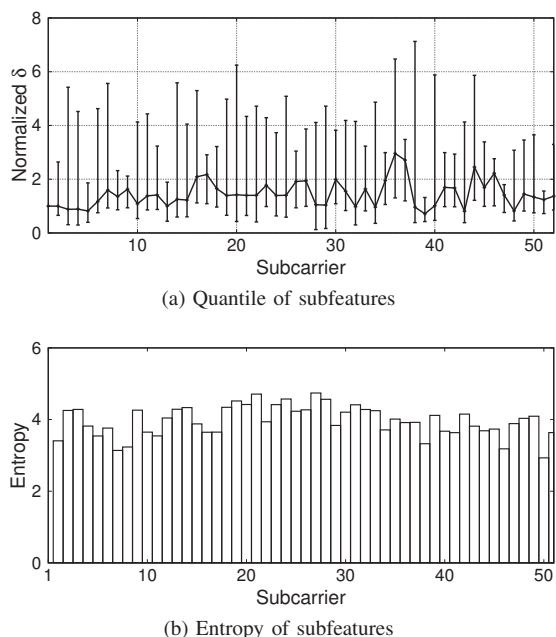 8
6
4
2
0
Normalized δ
10 20 30 40 50
Subcarrier
(a) Quantile of subfeatures
6
4
2
0
Entropy
1 10 20 30 40 50
Subcarrier
(b) Entropy of subfeatures